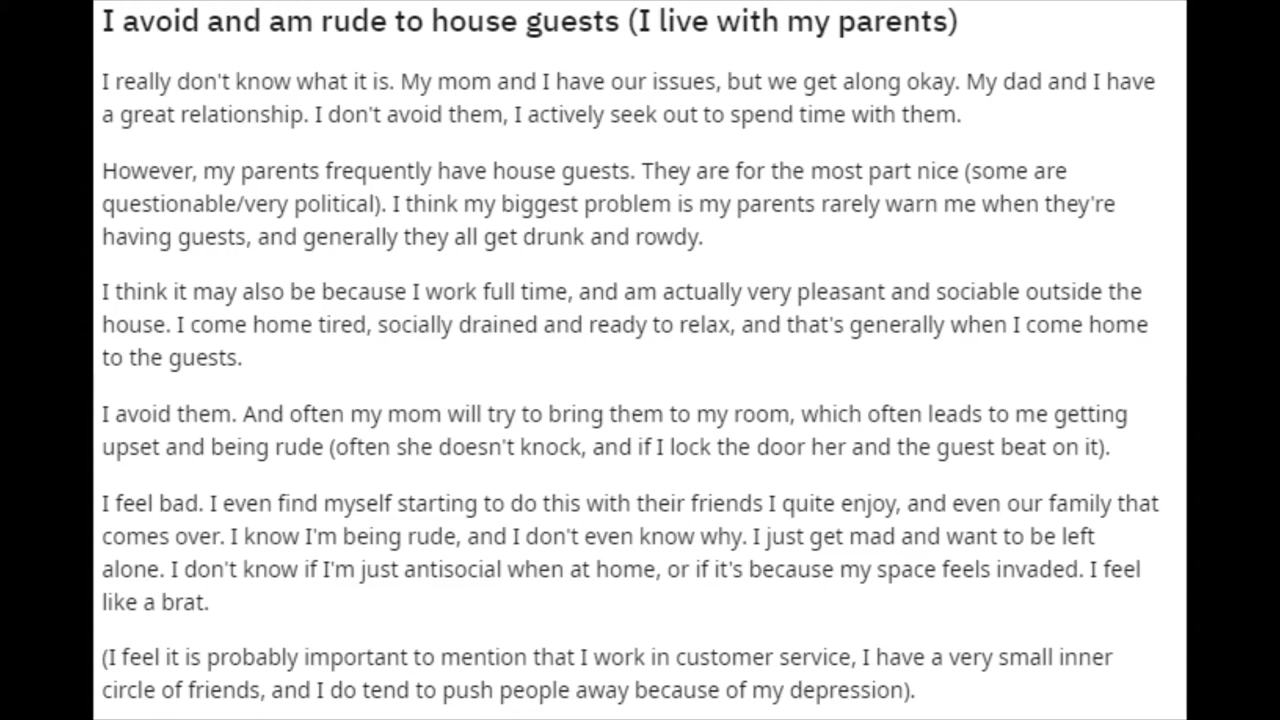 I avoid and am rude to house guests (I live with my parents)
I really don't know what it is. My mom and I have our issues, but we get along okay. My dad and I have
a great relationship. I don't avoid them, I actively seek out to spend time with them.
However, my parents frequently have house guests. They are for the most part nice (some are
questionable/very political). I think my biggest problem is my parents rarely warn me when they're
having guests, and generally they all get drunk and rowdy.
I think it may also be because I work full time, and am actually very pleasant and sociable outside the
house. I come home tired, socially drained and ready to relax, and that's generally when I come home
to the guests.
I avoid them. And often my mom will try to bring them to my room, which often leads to me getting
upset and being rude (often she doesn't knock, and if I lock the door her and the guest beat on it).
I feel bad. I even find myself starting to do this with their friends I quite enjoy, and even our family that
comes over. I know I'm being rude, and I don't even know why. I just get mad and want to be left
alone. I don't know if I'm just antisocial when at home, or if it's because my space feels invaded. I feel
like a brat.
(I feel it is probably important to mention that I work in customer service, I have a very small inner
circle of friends, and I do tend to push people away because of my depression).